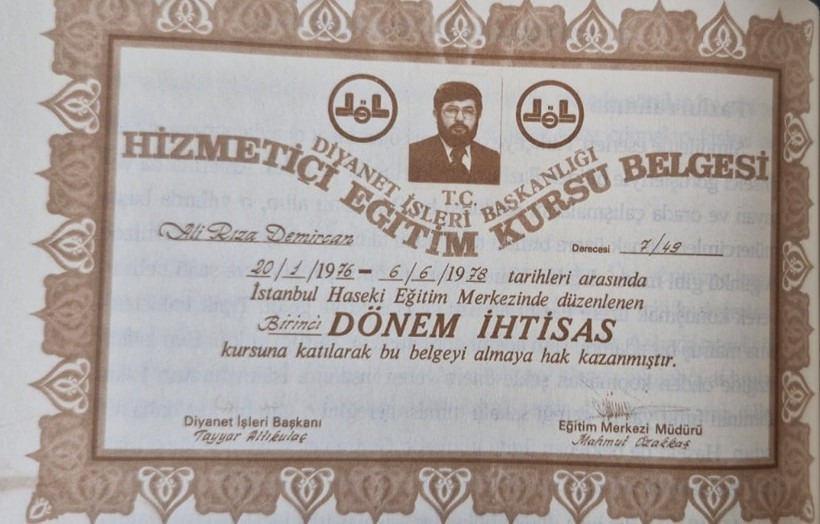 T.C.
DİYANET İŞLERİ BAŞKANLIĞI
HİZMETİÇİ EĞİTİM KURSU BELGESİ
Ali Rıza Demircan Derecesi 7/49
20/1/1976 – 6/6/1978 tarihleri arasında
İstanbul Haseki Eğitim Merkezinde düzenlenen
Birinci DÖNEM İHTİSAS
kursuna katılarak bu belgeyi almaya hak kazanmıştır.
Diyanet İşleri Başkanı
Tayyar Altıkulaç
Eğitim Merkezi Müdürü
Mahmut Özakkaş